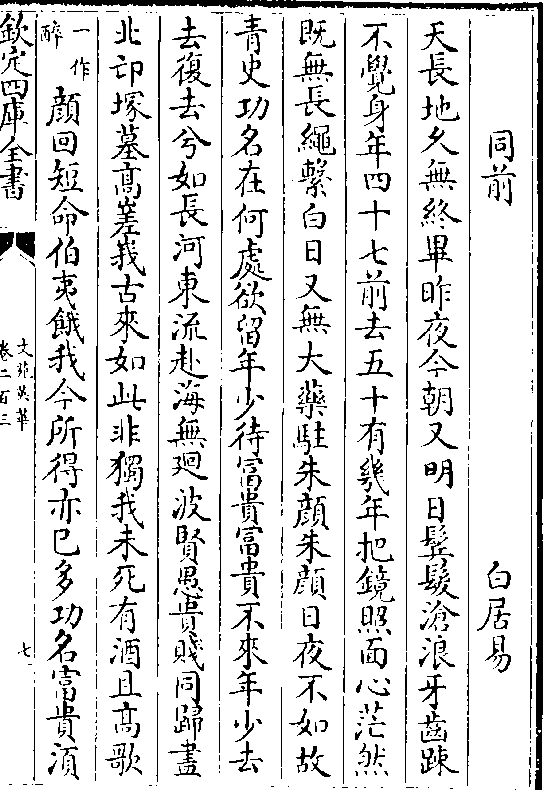 同前　白居易
天長地久無終畢昨夜今朝又明日鬂髮滄浪牙齒踈
不覺身年四十七前去五十有幾年把鏡照面心茫然
既無長繩繫白日又無大藥駐朱顔朱顔日夜不如故
青史功名在何處欲留年少待富貴富貴不來年少去
去復去兮如長河東流赴海無廻波賢愚貴賤同歸盡
北邙塚墓髙嵳峩古來如此非獨我未死有酒且髙歌
一作醉 顔回短命伯夷餓我今所得亦已多功名富貴須
欽定四庫全書
文苑英華
卷二百三
七